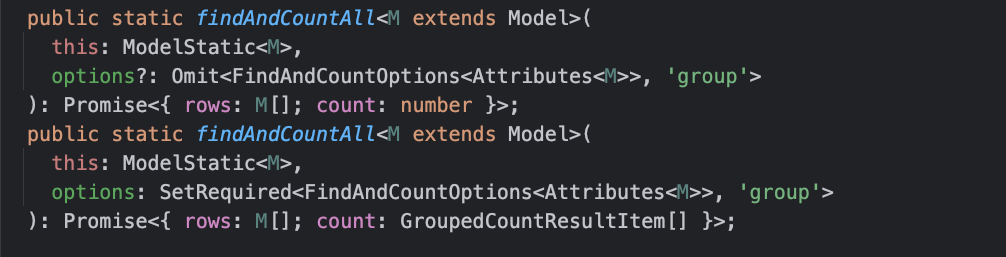 public static findAndCountAll<M extends Model>(
  this: ModelStatic<M>,
  options?: Omit<FindAndCountOptions<Attributes<M>>, 'group'>
): Promise<{ rows: M[]; count: number }>;
public static findAndCountAll<M extends Model>(
  this: ModelStatic<M>,
  options: SetRequired<FindAndCountOptions<Attributes<M>>, 'group'>
): Promise<{ rows: M[]; count: GroupedCountResultItem[] }>;